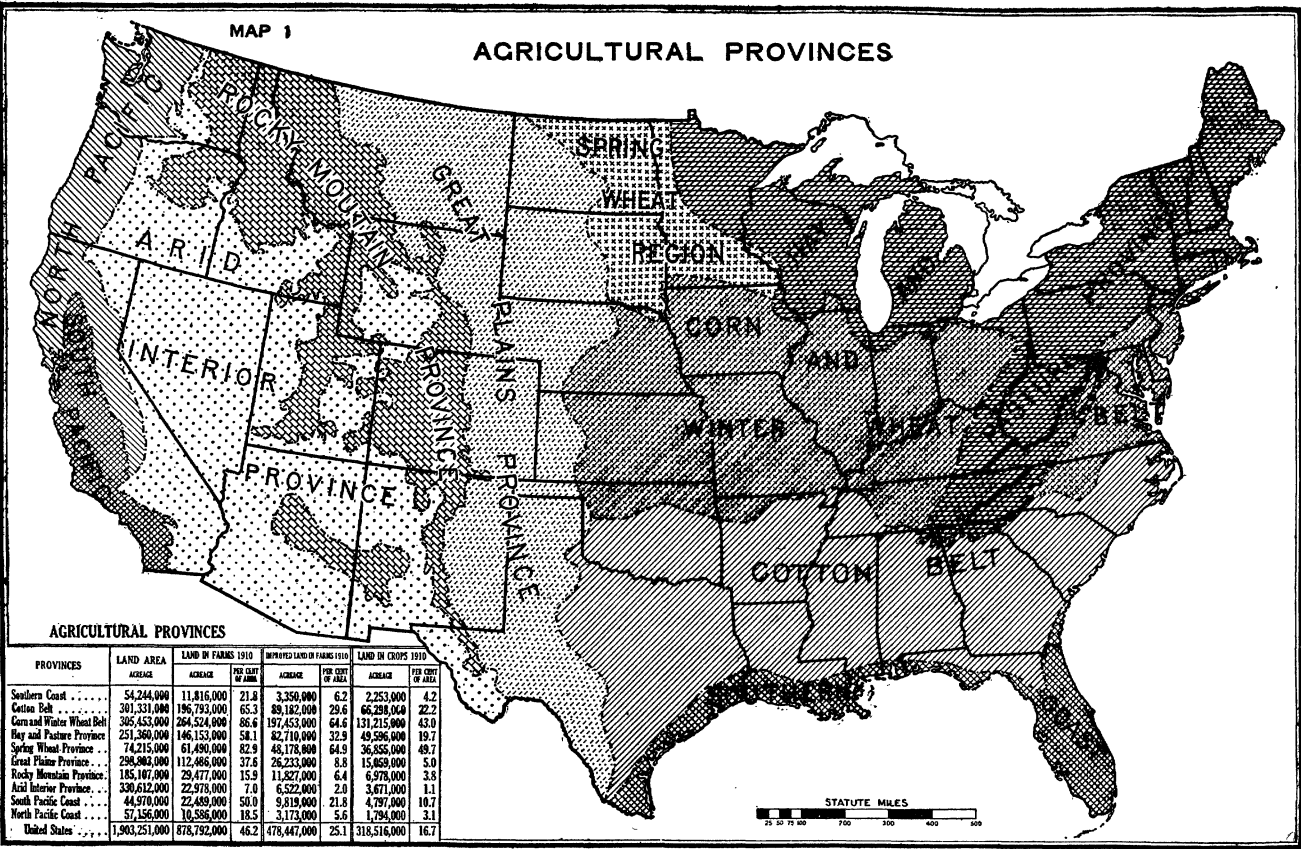 MAP 1
AGRICULTURAL PROVINCES
NORTH PACIFIC
SOUTH PACIFIC
ROCKY MOUNTAIN PROVINCE
ARID
INTERIOR
PROVINCE
GREAT PLAINS PROVINCE
SPRING
WHEAT
REGION
HAY AND PASTURE PROVINCE
CORN
AND
WINTER WHEAT BELT
COTTON BELT
SOUTHERN COAST
STATUTE MILES
25 50 75 100 200 300 400 500
AGRICULTURAL PROVINCES
PROVINCES LAND AREA LAND IN FARMS 1910 IMPROVED LAND IN FARMS 1910 LAND IN CROPS 1910
ACREAGE ACREAGE PER CENT OF AREA ACREAGE PER CENT OF AREA ACREAGE PER CENT OF AREA
Southern Coast 54,244,000 11,816,000 21.8 3,350,000 6.2 2,253,000 4.2
Cotton Belt 301,331,000 196,793,000 65.3 89,182,000 29.6 66,298,000 22.2
Corn and Winter Wheat Belt 305,453,000 264,524,000 86.6 197,453,000 64.6 131,215,000 43.0
Hay and Pasture Province 251,360,000 146,153,000 58.1 82,710,000 32.9 49,596,000 19.7
Spring Wheat Province 74,215,000 61,490,000 82.9 48,178,000 64.9 36,855,000 49.7
Great Plains Province 298,803,000 112,486,000 37.6 26,233,000 8.8 15,059,000 5.0
Rocky Mountain Province 185,107,000 29,477,000 15.9 11,827,000 6.4 6,978,000 3.8
Arid Interior Province 330,612,000 22,978,000 7.0 6,522,000 2.0 3,671,000 1.1
South Pacific Coast 44,970,000 22,489,000 50.0 9,819,000 21.8 4,797,000 10.7
North Pacific Coast 57,156,000 10,586,000 18.5 3,173,000 5.6 1,794,000 3.1
United States 1,903,251,000 878,792,000 46.2 478,447,000 25.1 318,516,000 16.7